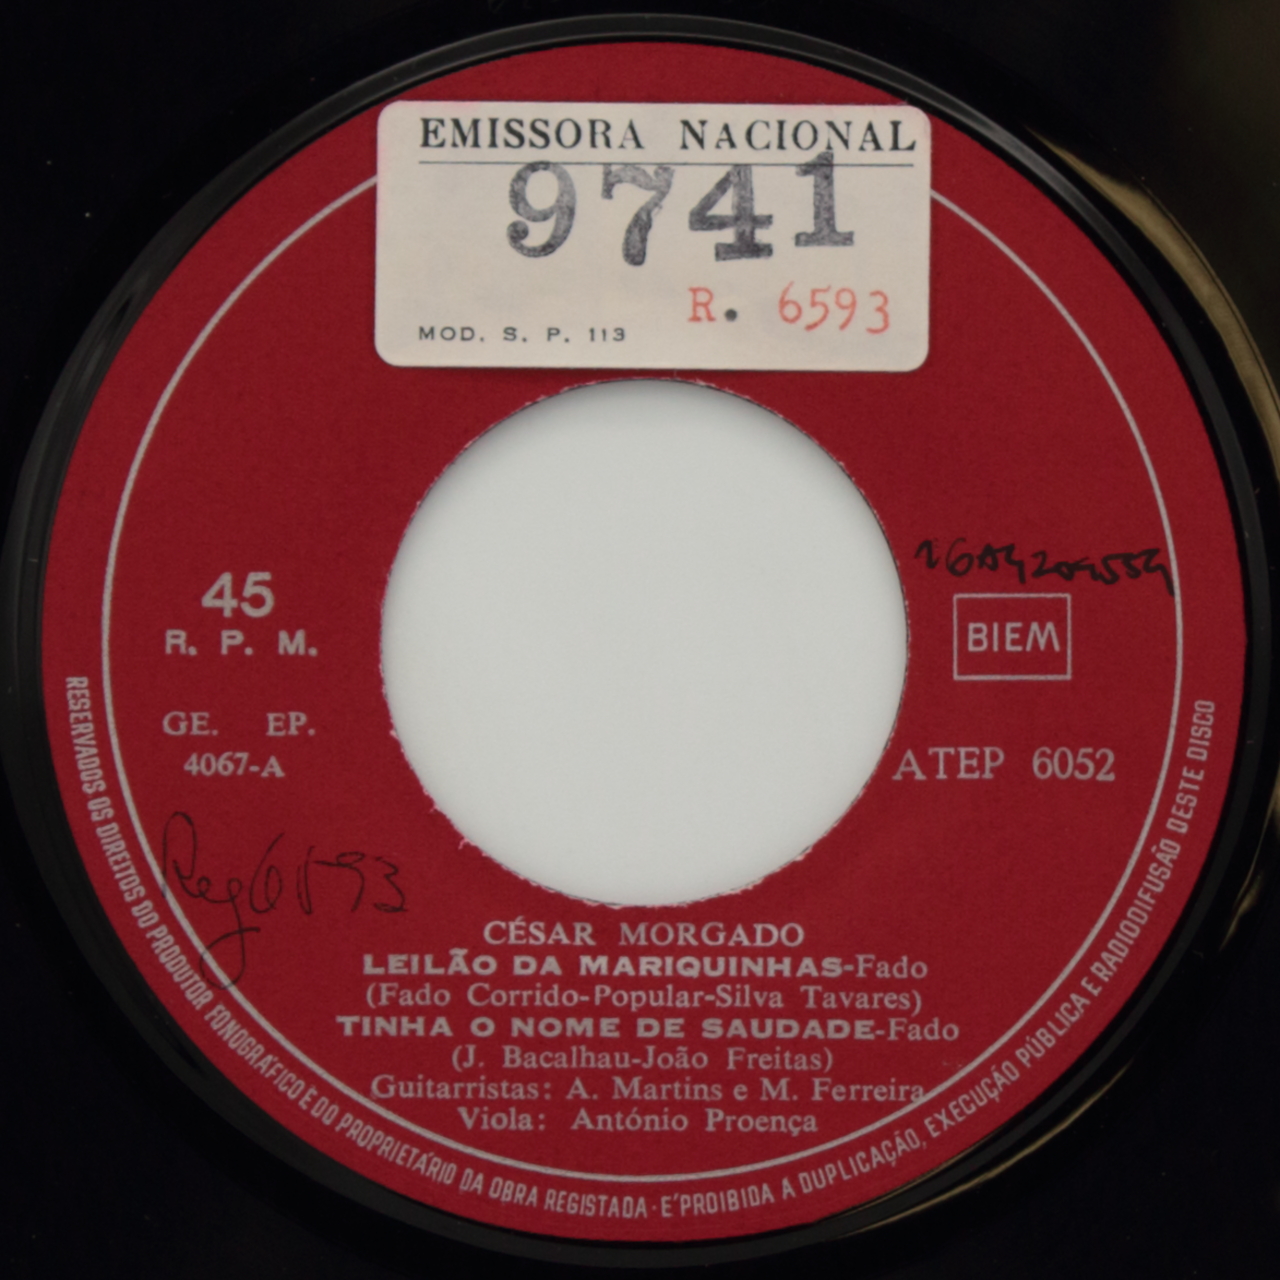 EMISSORA NACIONAL
9741
R. 6593
MOD. S. P. 113
45
R. P. M.
GE. EP.
4067-A
BIEM
ATEP 6052
Reg 6593
CÉSAR MORGADO
LEILÃO DA MARIQUINHAS-Fado
(Fado Corrido-Popular-Silva Tavares)
TINHA O NOME DE SAUDADE-Fado
(J. Bacalhau-João Freitas)
Guitarristas: A. Martins e M. Ferreira
Viola: António Proença
RESERVADOS OS DIREITOS DO PRODUTOR FONOGRÁFICO E DO PROPRIETÁRIO DA OBRA REGISTADA · E'PROIBIDA A DUPLICAÇÃO, EXECUÇÃO PÚBLICA E RADIODIFUSÃO DESTE DISCO